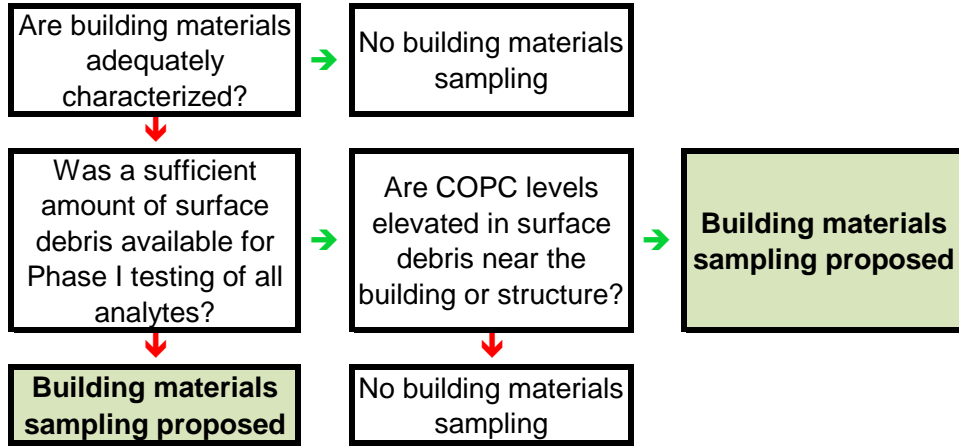 Are building materials
adequately
characterized?
No building materials
sampling
Was a sufficient
amount of surface
debris available for
Phase I testing of all
analytes?
Are COPC levels
elevated in surface
debris near the
building or structure?
Building materials
sampling proposed
Building materials
sampling proposed
No building materials
sampling